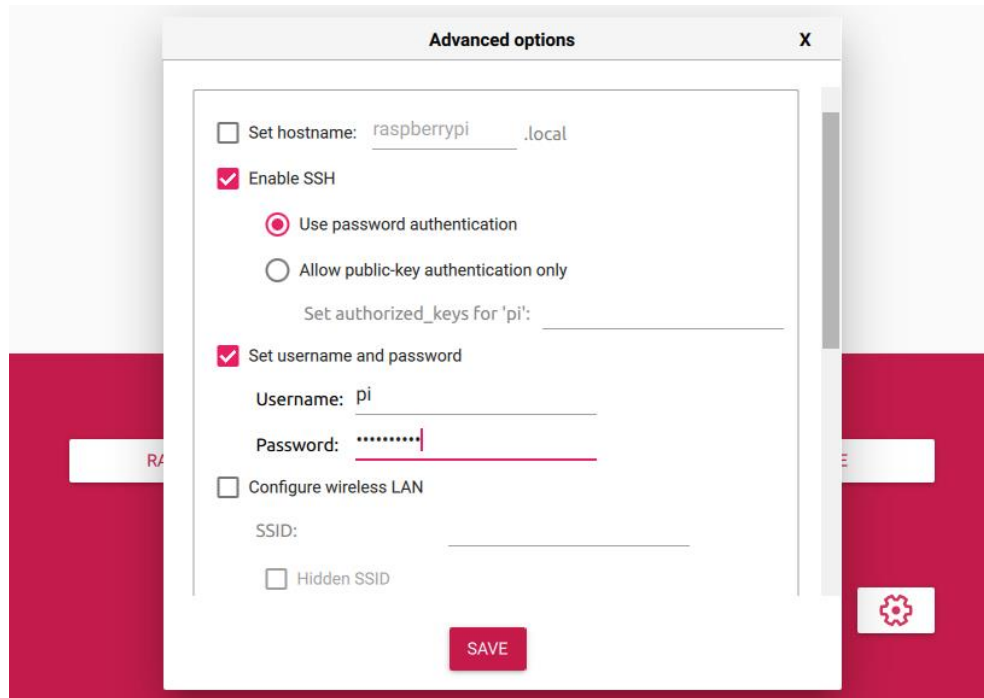 Advanced options X
Set hostname: raspberrypi .local
Enable SSH
Use password authentication
Allow public-key authentication only
Set authorized_keys for 'pi':
Set username and password
Username: pi
Password: ••••••••••
RA E
Configure wireless LAN
SSID:
Hidden SSID
SAVE